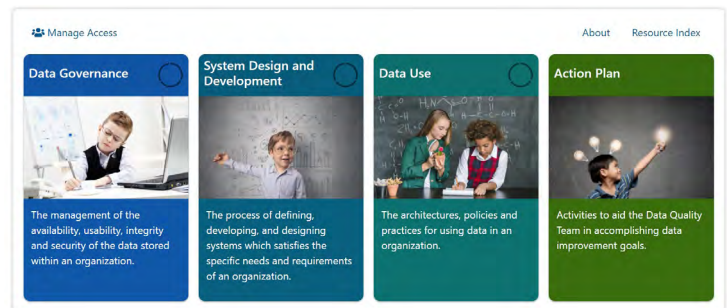 Manage Access
About
Resource Index
Data Governance
The management of the
availability, usability, integrity
and security of the data stored
within an organization.
System Design and
Development
The process of defining,
developing, and designing
systems which satisfies the
specific needs and requirements
of an organization.
Data Use
The architectures, policies and
practices for using data in an
organization.
Action Plan
Activities to aid the Data Quality
Team in accomplishing data
improvement goals.